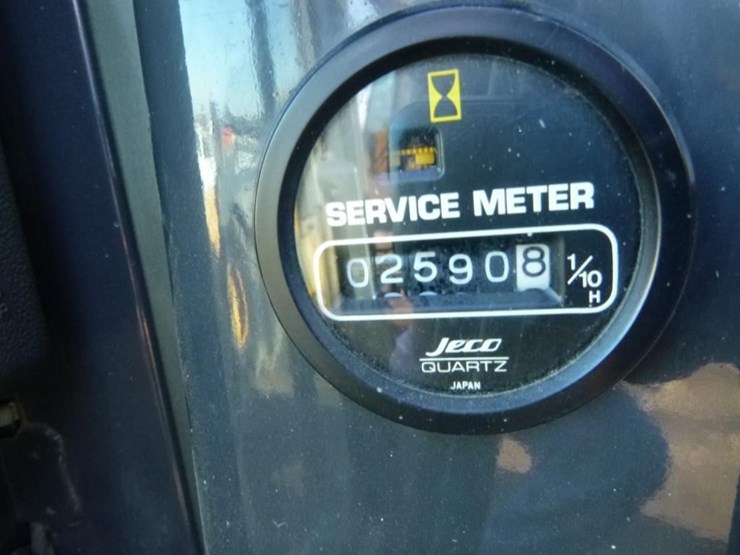 SERVICE METER
025908 1/10
H
Jeco
QUARTZ
JAPAN